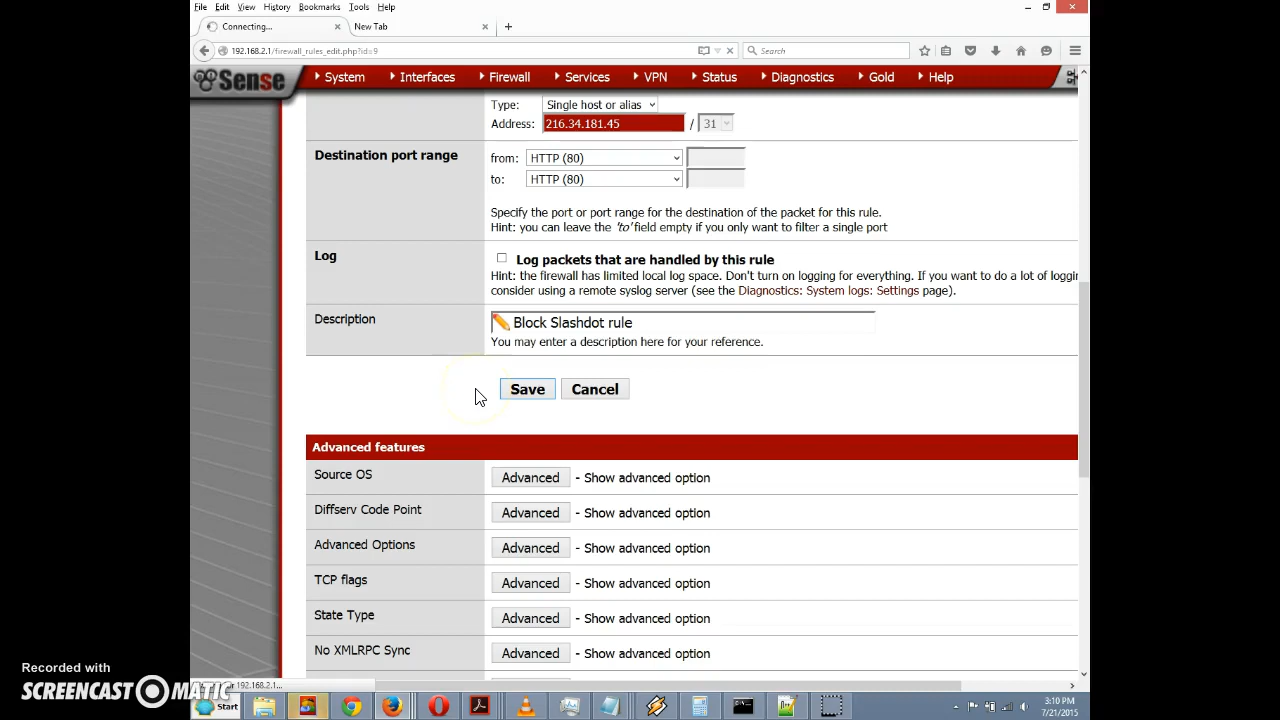 File Edit View History Bookmarks Tools Help
Connecting... × New Tab × +
192.168.2.1/firewall_rules_edit.php?id=9 Search
Sense System Interfaces Firewall Services VPN Status Diagnostics Gold Help
Type: Single host or alias
Address: 216.34.181.45 / 31
Destination port range from: HTTP (80)
to: HTTP (80)
Specify the port or port range for the destination of the packet for this rule.
Hint: you can leave the 'to' field empty if you only want to filter a single port
Log Log packets that are handled by this rule
Hint: the firewall has limited local log space. Don't turn on logging for everything. If you want to do a lot of loggin
consider using a remote syslog server (see the Diagnostics: System logs: Settings page).
Description Block Slashdot rule
You may enter a description here for your reference.
Save Cancel
Advanced features
Source OS Advanced - Show advanced option
Diffserv Code Point Advanced - Show advanced option
Advanced Options Advanced - Show advanced option
TCP flags Advanced - Show advanced option
State Type Advanced - Show advanced option
No XMLRPC Sync Advanced - Show advanced option
Recorded with
SCREENCAST MATIC
for 192.168.2.1...
Start
3:10 PM
7/21/2015